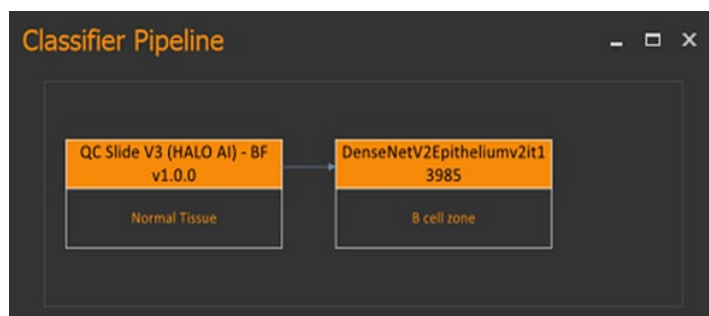 Classifier Pipeline
QC Slide V3 (HALO AI) - BF
v1.0.0
Normal Tissue
DenseNetV2Epitheliumv2it1
3985
B cell zone